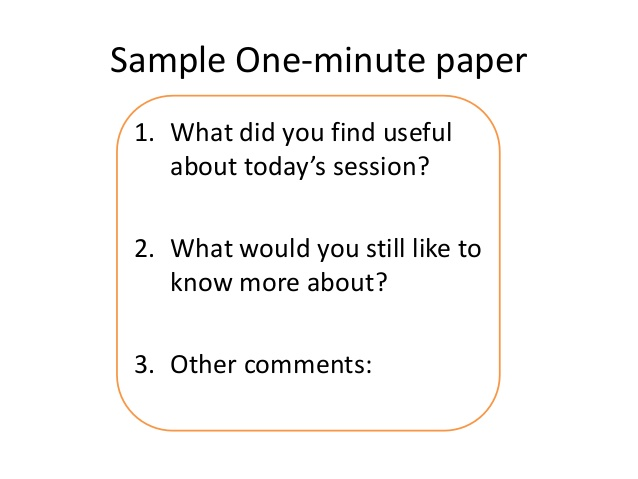 Sample One-minute paper
1. What did you find useful
about today’s session?
2. What would you still like to
know more about?
3. Other comments: